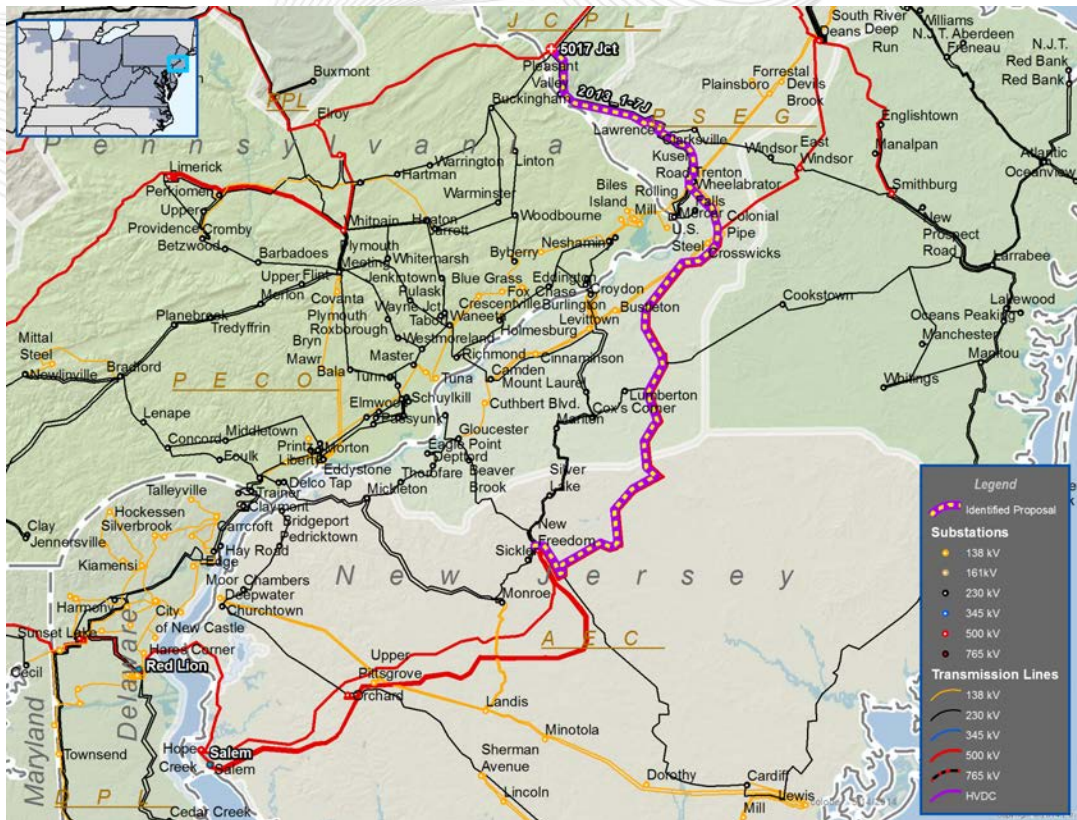 J C P L
South River
Williams
Deans
Deep
Run
N.J.T. Aberdeen
Freneau
N.J.T.
Red Bank
Red Bank
5017 Jct
Pleasant
Valley
Buckingham
2013_1-7J
Forrestal
Plainsboro
Devils
Brook
Buxmont
P P L
Elroy
P S E G
Englishtown
Manalpan
P e n n s y l v a n i a
Lawrence
Clarksville
Windsor
East
Windsor
Atlantic
Oceanview
Linton
Warrington
Hartman
Warminster
Kuser
Road
Trenton
Wheelabrator
Falls
Limerick
Perkiomen
Upper
Providence
Cromby
Betzwood
Biles
Island
Rolling
Mill
Mercer
U.S.
Steel
Smithburg
New
Prospect
Road
Whitpain
Heaton
Jarrett
Woodbourne
Neshaminy
Byberry
Colonial
Pipe
Crosswicks
Larrabee
Barbadoes
Plymouth
Meeting
Whitemarsh
Upper
Merion
Flint
Jenkintown
Blue Grass
Eddington
Fox Chase
Croydon
Burlington
Bustleton
Levittown
Cookstown
Lakewood
Oceans Peaking
Manchester
Manitou
Whitings
Covanta
Plymouth
Roxborough
Pulaski
Wayne Jct
Tabor
Crescentville
Waneeta
Holmesburg
Planebrook
Tredyffrin
Westmoreland
Mittal
Steel
Newlinville
Bradford
Bryn
Mawr
Bala
Master
Tunnel
Tuna
Richmond
Camden
Cinnaminson
Mount Laurel
Cuthbert Blvd.
Lumberton
Cox's Corner
Marlton
P E C O
Elmwood
Schuylkill
Passyunk
Lenape
Concord
Middletown
Foulk
Printz
Morton
Liberty
Eddystone
Gloucester
Eagle Point
Deptford
Thorofare
Beaver
Brook
Silver
Lake
Delco Tap
Mickleton
Talleyville
Trainer
Claymont
Hockessen
Silverbrook
Carrcroft
Bridgeport
Pedricktown
Clay
Jennersville
Hay Road
Edge
Kiamensi
New
Freedom
Sickler
N e w J e r s e y
Moor
Chambers
Deepwater
Churchtown
Monroe
Harmony
City
of New Castle
Sunset Lake
Hares Corner
Cecil
Red Lion
A E C
Upper
Pittsgrove
Orchard
Landis
Maryland
Delaware
Hope
Creek
Salem
Salem
Minotola
Townsend
Sherman
Avenue
Dorothy
Cardiff
Lewis
Mill
D P L
Lincoln
Cedar Creek
Legend
Identified Proposal
Substations
138 kV
161kV
230 kV
345 kV
500 kV
765 kV
Transmission Lines
138 kV
230 kV
345 kV
500 kV
765 kV
HVDC